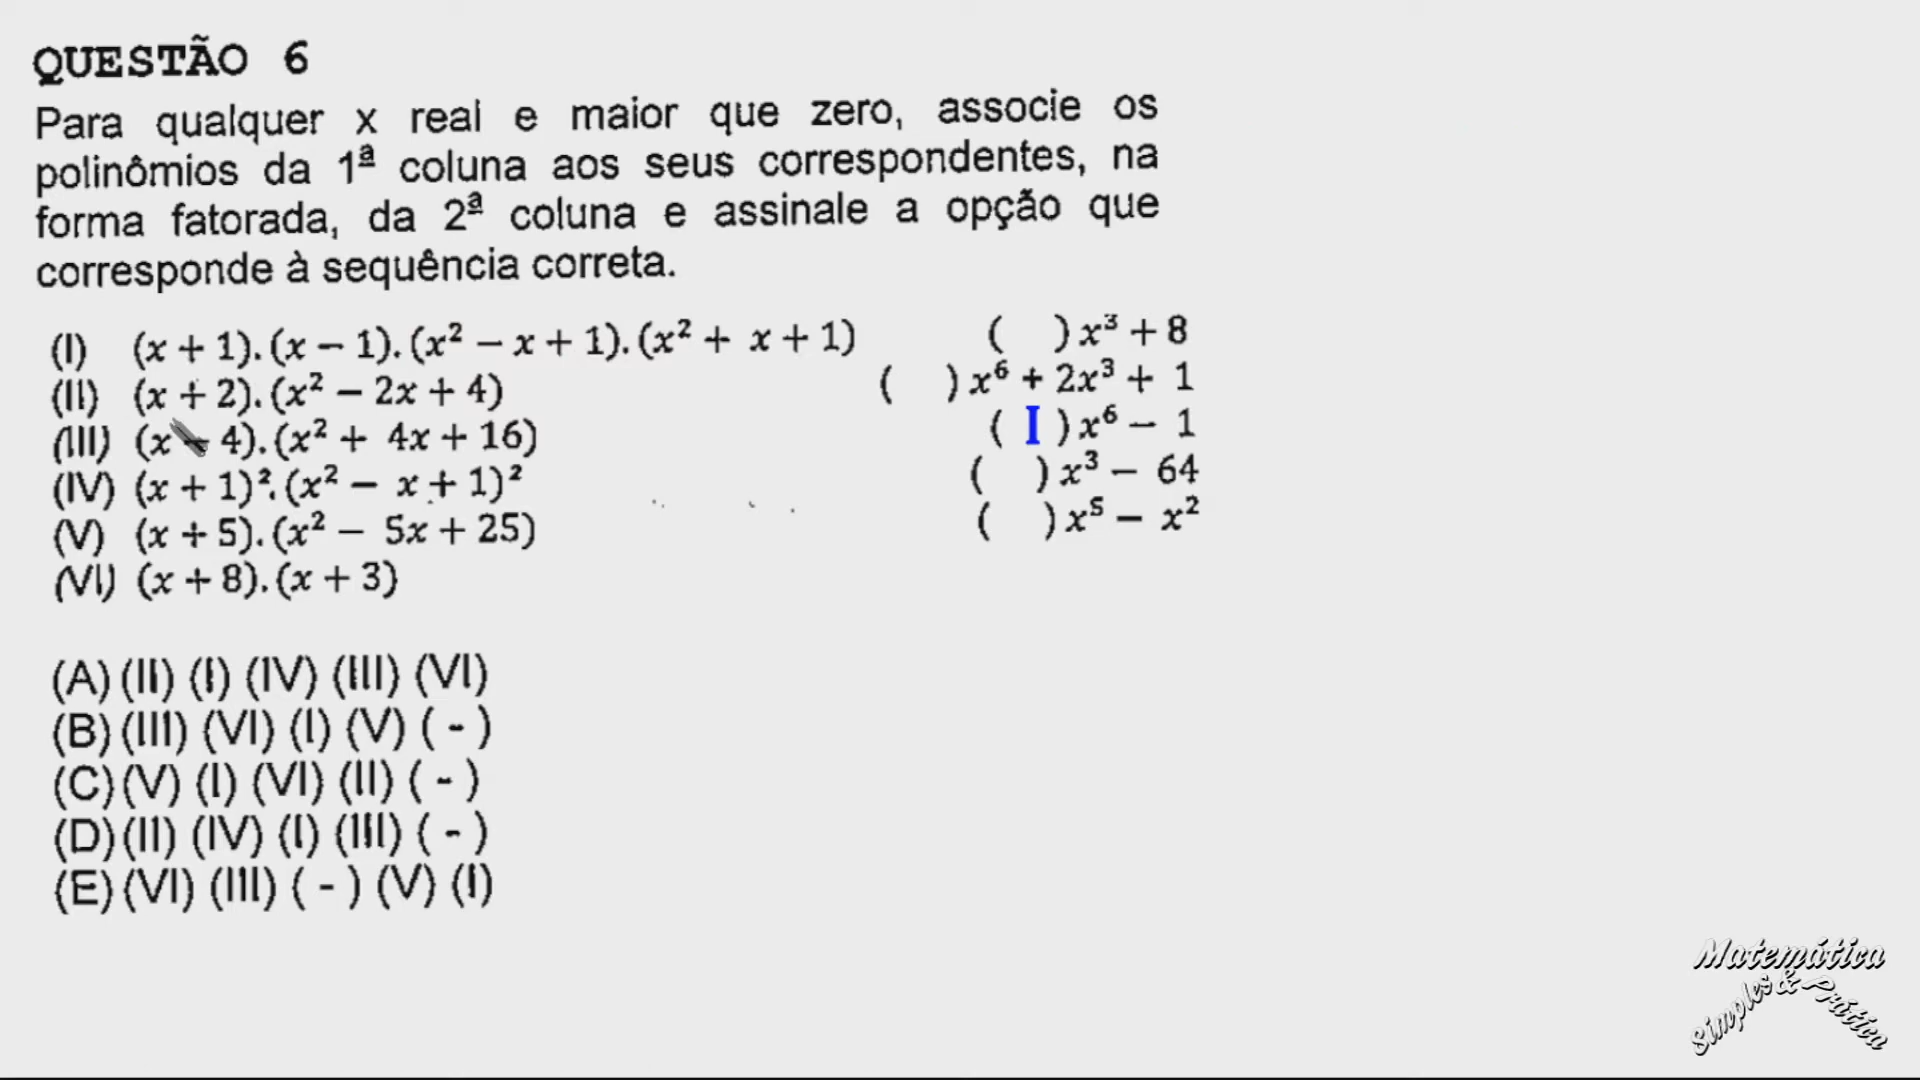 QUESTÃO 6
Para qualquer x real e maior que zero, associe os
polinômios da 1ª coluna aos seus correspondentes, na
forma fatorada, da 2ª coluna e assinale a opção que
corresponde à sequência correta.
(I) (x + 1).(x − 1).(x² − x + 1).(x² + x + 1) ( ) x³ + 8
(II) (x + 2).(x² − 2x + 4) ( ) x⁶ + 2x³ + 1
(III) (x − 4).(x² + 4x + 16) ( I ) x⁶ − 1
(IV) (x + 1)².(x² − x + 1)² ( ) x³ − 64
(V) (x + 5).(x² − 5x + 25) ( ) x⁵ − x²
(VI) (x + 8).(x + 3)
(A) (II) (I) (IV) (III) (VI)
(B) (III) (VI) (I) (V) ( - )
(C) (V) (I) (VI) (II) ( - )
(D) (II) (IV) (I) (III) ( - )
(E) (VI) (III) ( - ) (V) (I)
Matemática
Simples & Prática